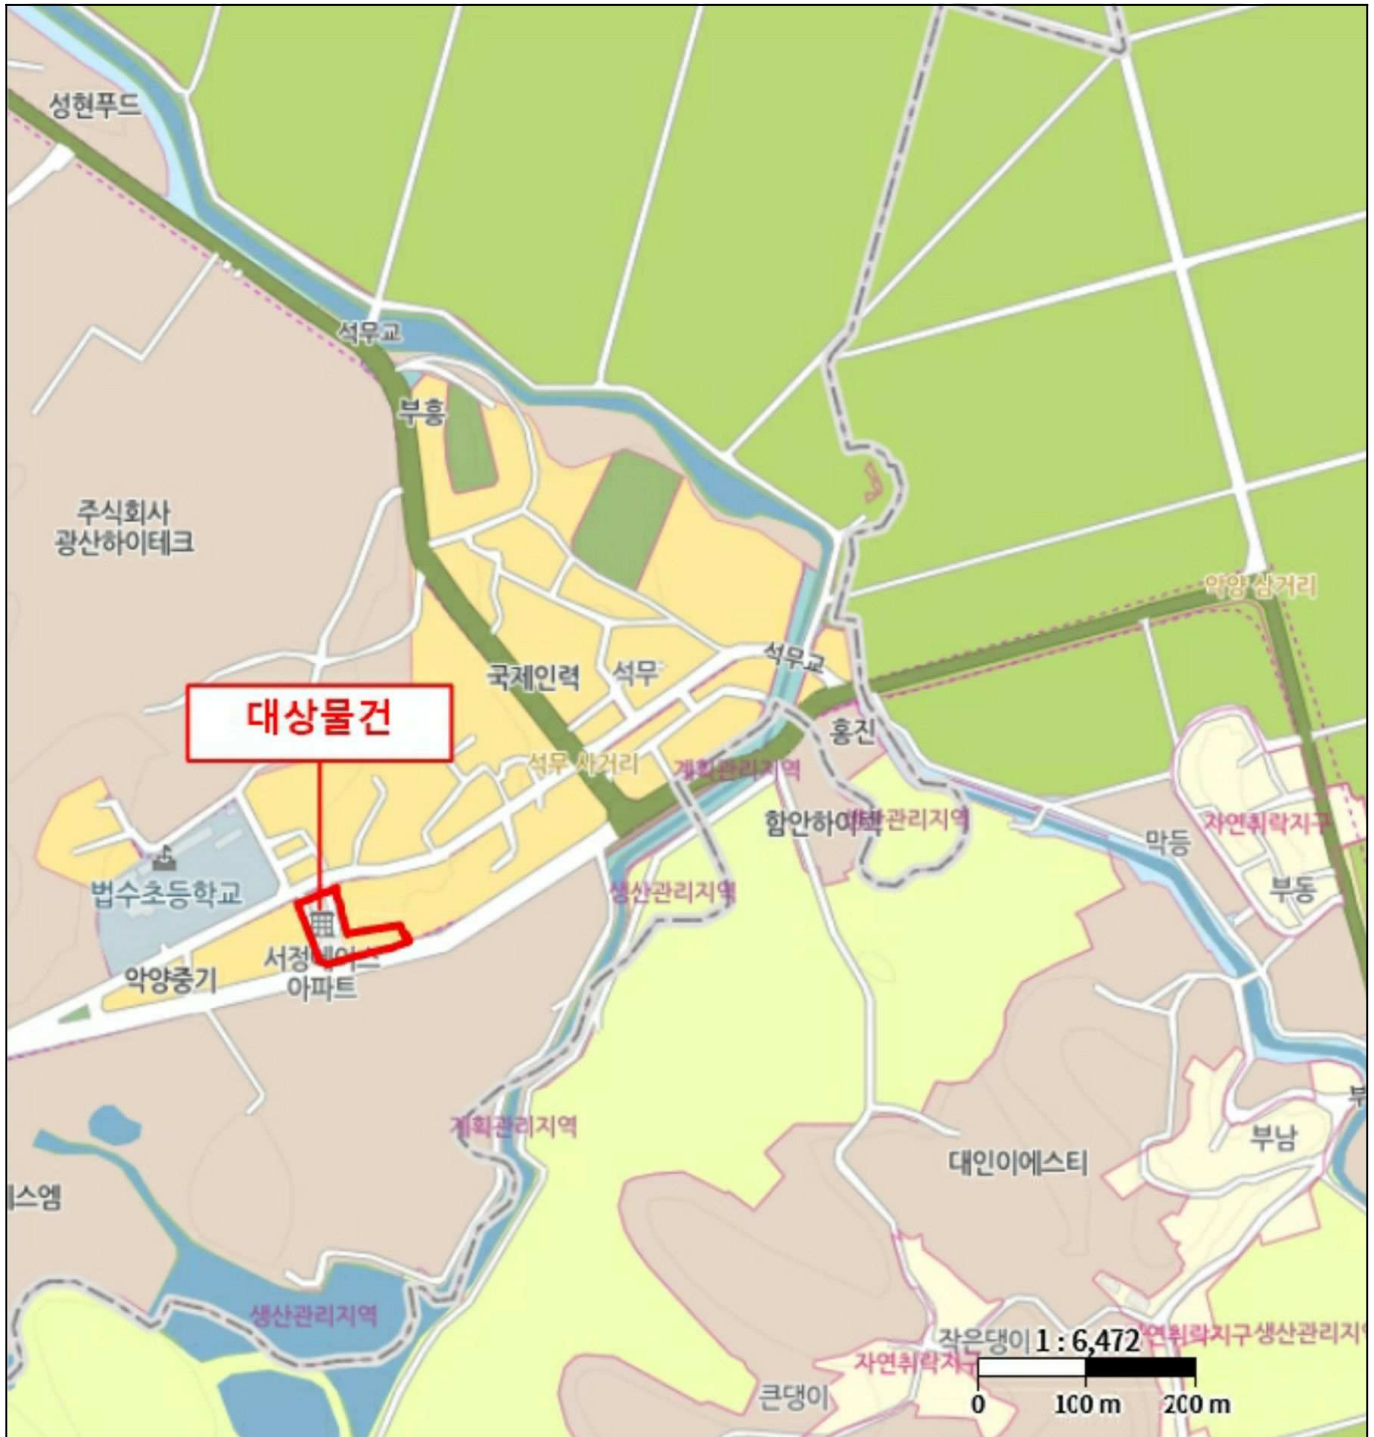 성현푸드
석무교
부흥
주식회사
광산하이테크
악양 삼거리
국제인력
석무
석무교
대상물건
홍진
석무 사거리
계획관리지역
함안하이텍
관리지역
자연취락지구
막등
법수초등학교
생산관리지역
부동
서정에이스
아파트
악양중기
계획관리지역
부남
대인이에스티
스엠
생산관리지역
작은댕이
1 : 6,472
연취락지구
생산관리지역
자연취락지구
큰댕이
0
100 m
200 m